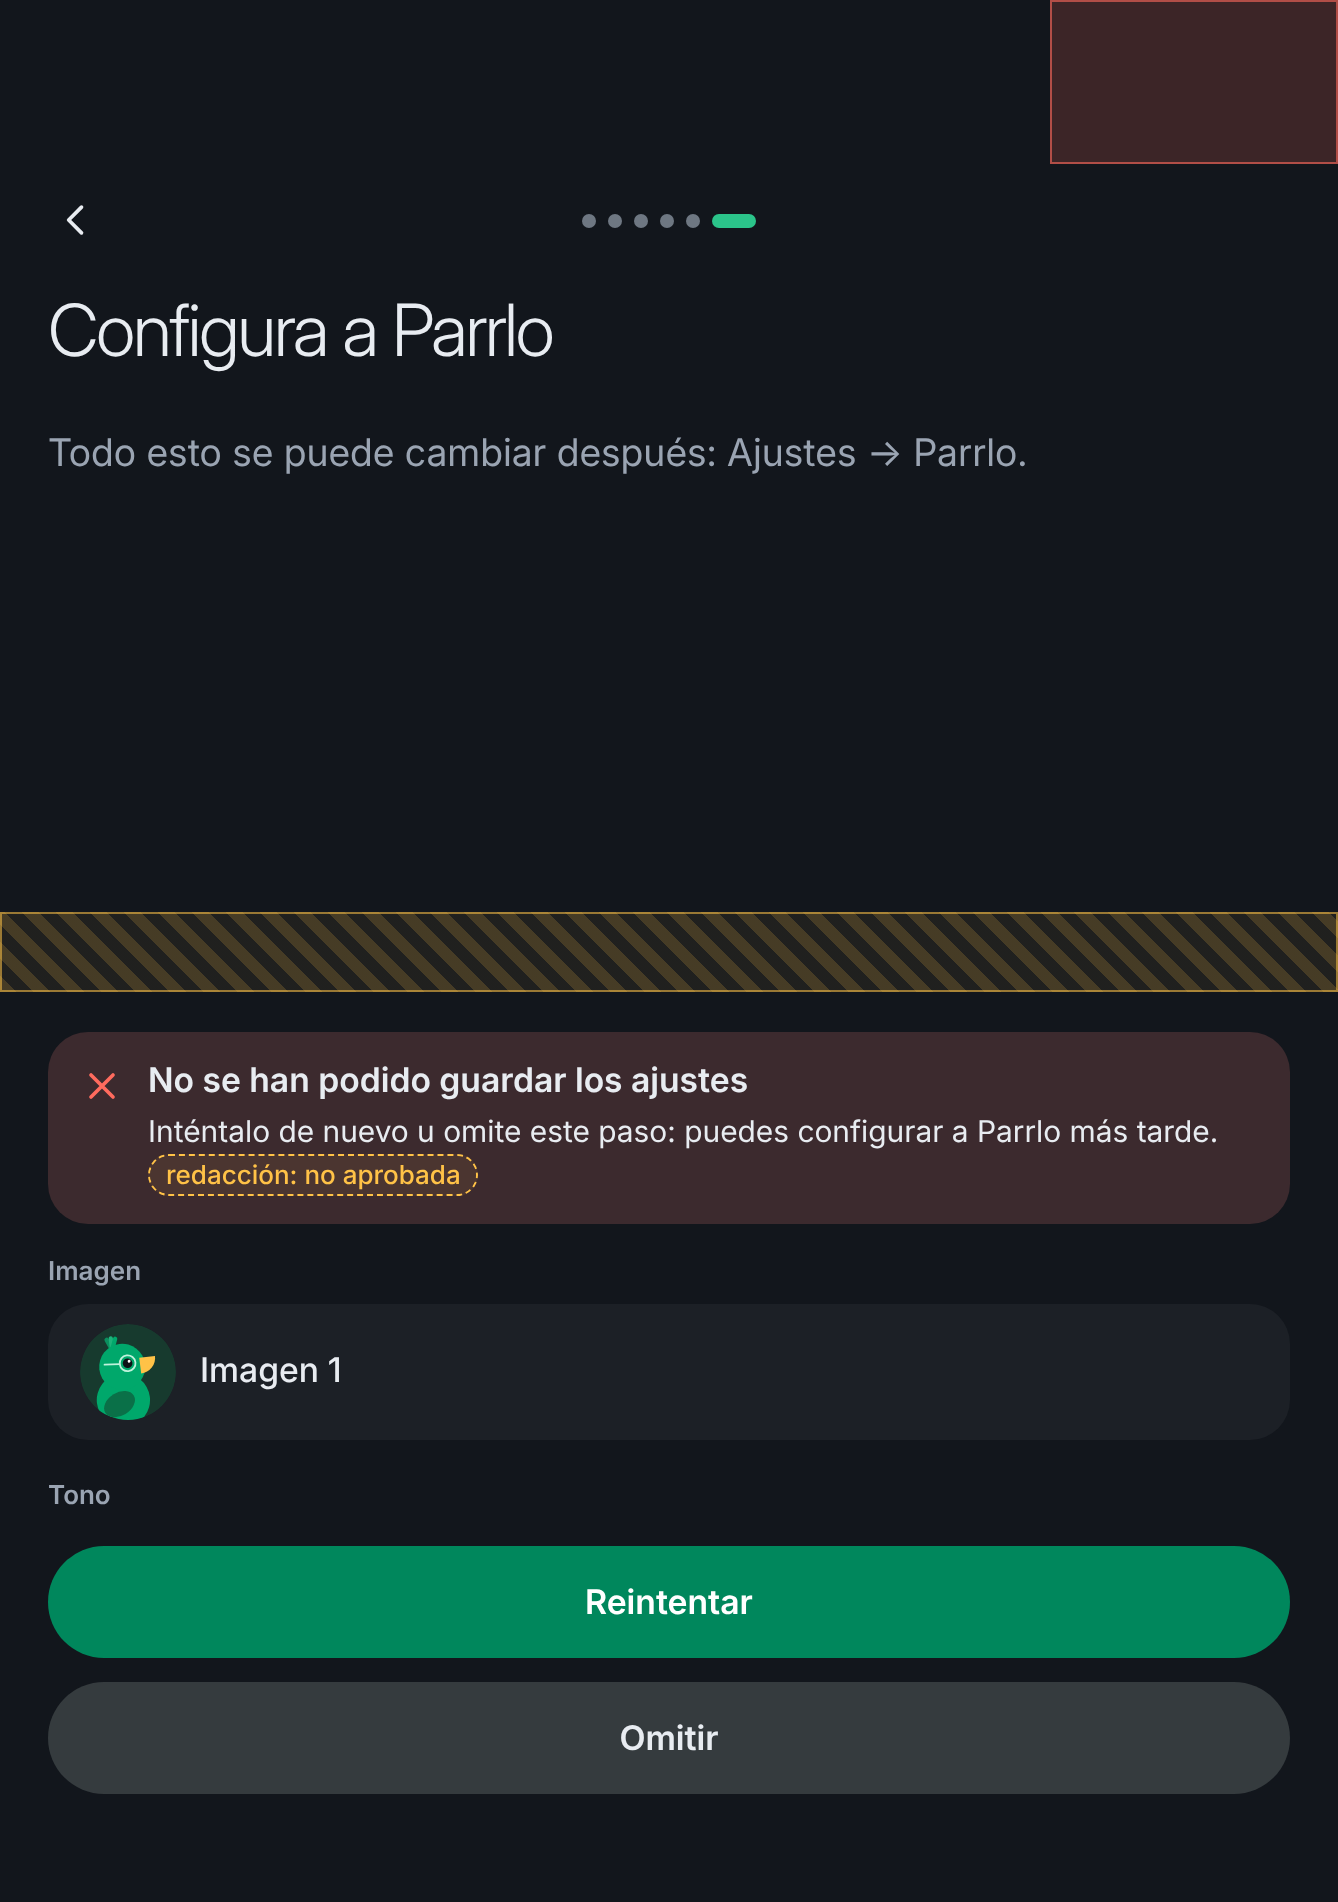 Configura a Parrlo
Todo esto se puede cambiar después: Ajustes → Parrlo.
No se han podido guardar los ajustes
Inténtalo de nuevo u omite este paso: puedes configurar a Parrlo más tarde.
redacción: no aprobada
Imagen
Imagen 1
Tono
Reintentar
Omitir